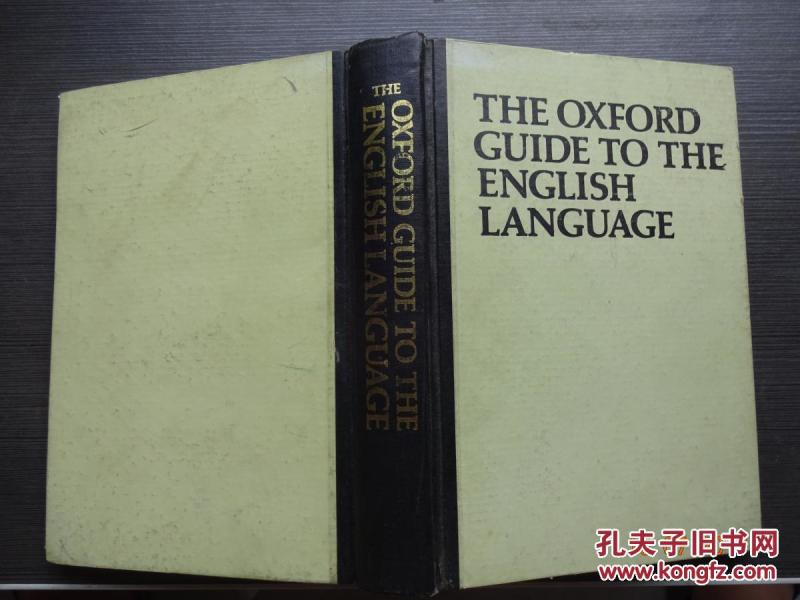 THE
OXFORD GUIDE TO THE
ENGLISH LANGUAGE
THE OXFORD
GUIDE TO THE
ENGLISH
LANGUAGE
孔夫子旧书网
www.kongfz.com